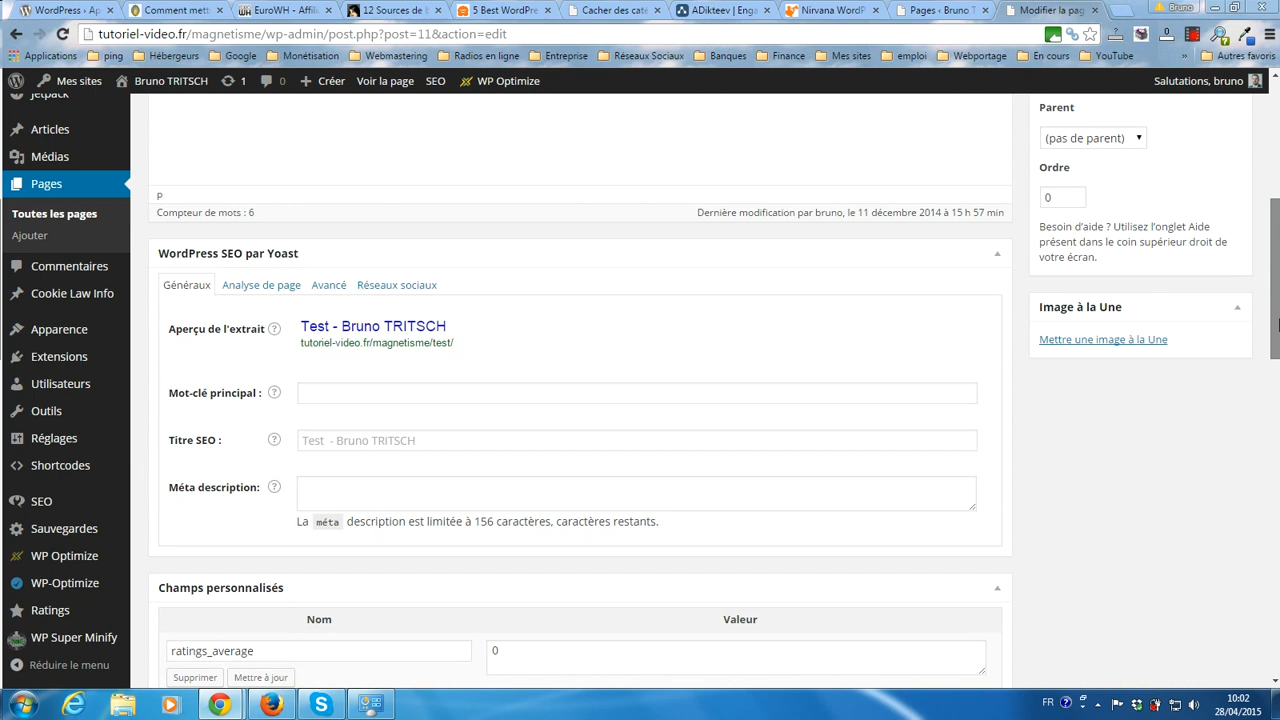 WordPress › Ap
Comment mett
EuroWH - Affilia
12 Sources de b
5 Best WordPre
Cacher des caté
ADikteev | Enga
Nirvana WordP
Pages ‹ Bruno T
Modifier la pag
Bruno
tutoriel-video.fr/magnetisme/wp-admin/post.php?post=11&action=edit
Applications
ping
Hébergeurs
Google
Monétisation
Webmastering
Radios en ligne
Entreprise
Réseaux Sociaux
Banques
Finance
Mes sites
emploi
Webportage
En cours
YouTube
»
Autres favoris
Mes sites
Bruno TRITSCH
1
0
Créer
Voir la page
SEO
WP Optimize
Salutations, bruno
Jetpack
Articles
Médias
Pages
Toutes les pages
Ajouter
Commentaires
Cookie Law Info
Apparence
Extensions
Utilisateurs
Outils
Réglages
Shortcodes
SEO
Sauvegardes
WP Optimize
WP-Optimize
Ratings
WP Super Minify
Réduire le menu
P
Compteur de mots : 6
Dernière modification par bruno, le 11 décembre 2014 à 15 h 57 min
WordPress SEO par Yoast
Généraux
Analyse de page
Avancé
Réseaux sociaux
Aperçu de l'extrait ?
Test - Bruno TRITSCH
tutoriel-video.fr/magnetisme/test/
Mot-clé principal : ?
Titre SEO : ?
Test - Bruno TRITSCH
Méta description: ?
La méta description est limitée à 156 caractères, caractères restants.
Champs personnalisés
Nom
Valeur
ratings_average
0
Supprimer
Mettre à jour
Parent
(pas de parent)
Ordre
0
Besoin d’aide ? Utilisez l’onglet Aide
présent dans le coin supérieur droit de
votre écran.
Image à la Une
Mettre une image à la Une
FR
10:02
28/04/2015